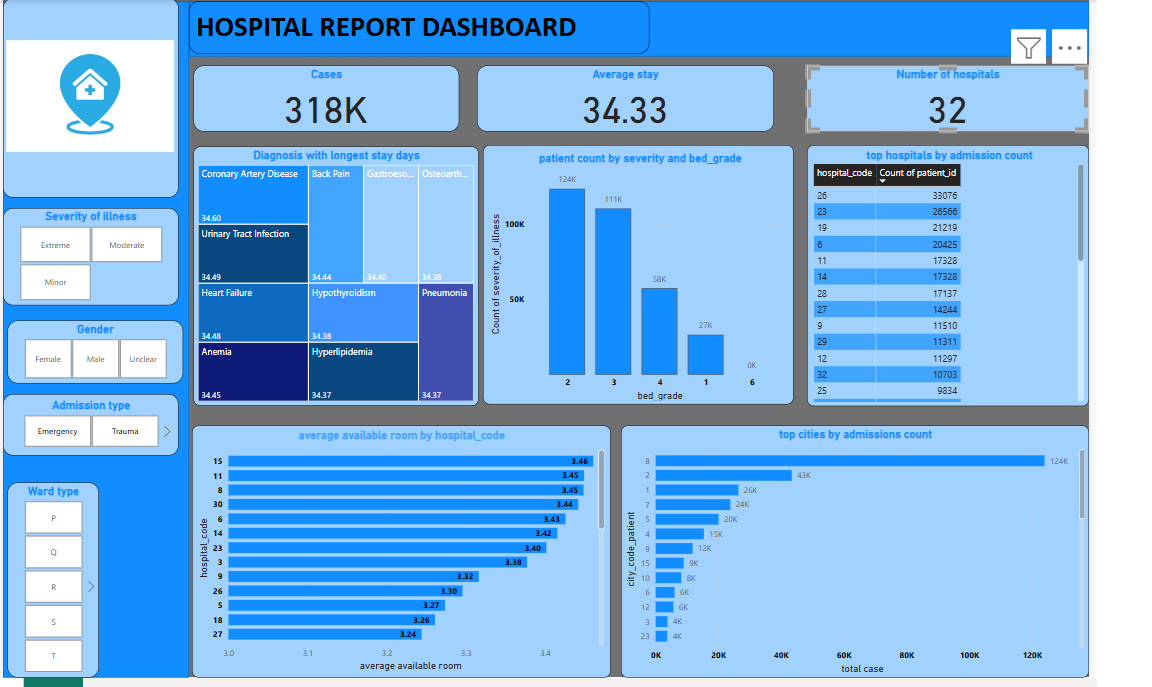 HOSPITAL REPORT DASHBOARD
Cases
318K
Average stay
34.33
Number of hospitals
32
Severity of illness
Extreme
Moderate
Minor
Gender
Female
Male
Unclear
Admission type
Emergency
Trauma
Ward type
P
Q
R
S
T
Diagnosis with longest stay days
Coronary Artery Disease
34.60
Urinary Tract Infection
34.49
Heart Failure
34.48
Anemia
34.45
Back Pain
34.44
Gastroeso...
34.40
Osteoarth...
34.38
Hypothyroidism
34.38
Hyperlipidemia
34.37
Pneumonia
34.37
patient count by severity and bed_grade
Count of severity_of_illness
100K
50K
124K
111K
58K
27K
0K
2 3 4 1 6
bed_grade
top hospitals by admission count
hospital_code Count of patient_id
26 33076
23 26566
19 21219
6 20425
11 17328
14 17328
28 17137
27 14244
9 11510
29 11311
12 11297
32 10703
25 9834
average available room by hospital_code
hospital_code
15 3.46
11 3.45
8 3.45
30 3.44
6 3.43
14 3.42
23 3.40
3 3.38
9 3.32
26 3.30
5 3.27
18 3.26
27 3.24
3.0 3.1 3.2 3.3 3.4
average available room
top cities by admissions count
city_code_patient
8 124K
2 43K
1 26K
7 24K
5 20K
4 15K
9 12K
15 9K
10 8K
6 6K
12 6K
3 4K
23 4K
0K 20K 40K 60K 80K 100K 120K
total case